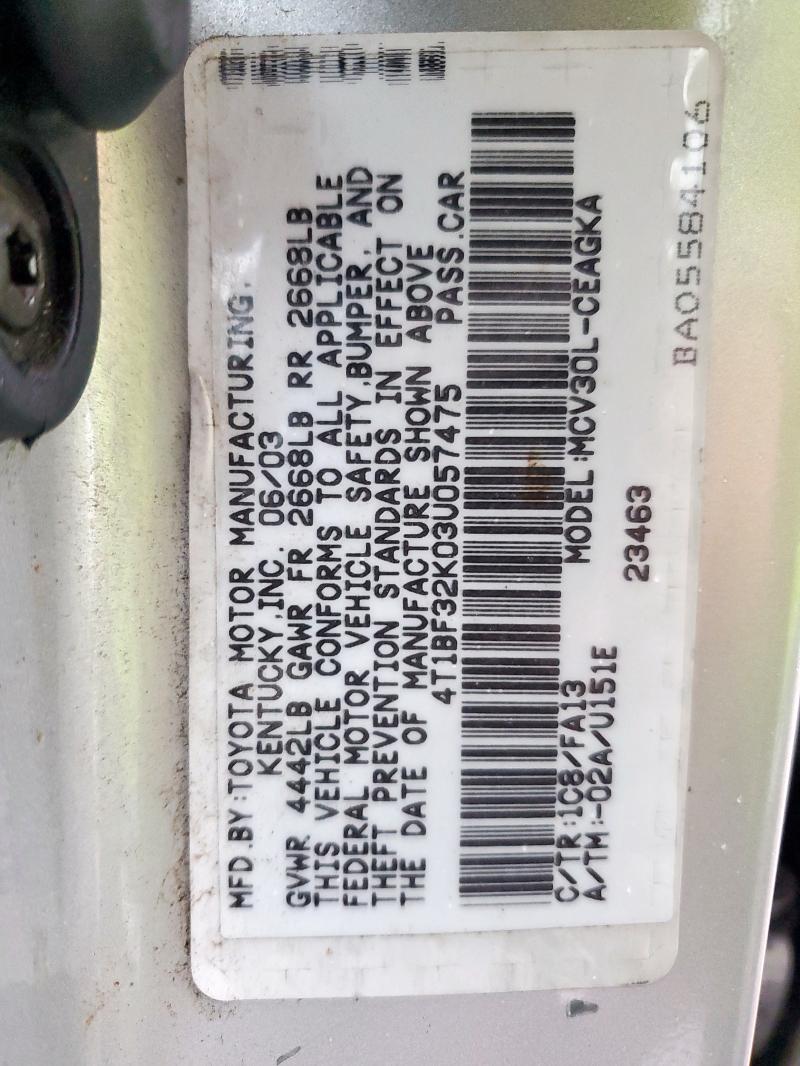 MFD.BY:TOYOTA MOTOR MANUFACTURING,
KENTUCKY,INC. 06/03
GVWR 4442LB GAWR FR 2668LB RR 2668LB
THIS VEHICLE CONFORMS TO ALL APPLICABLE
FEDERAL MOTOR VEHICLE SAFETY,BUMPER, AND
THEFT PREVENTION STANDARDS IN EFFECT ON
THE DATE OF MANUFACTURE SHOWN ABOVE
4T1BF32K03U057475 PASS.CAR
C/TR:1C8/FA13 MODEL:MCV30L-CEAGKA
A/TM:-02A/U151E
23463
BA05584106